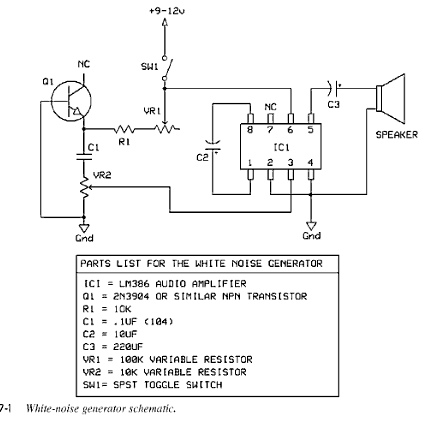 +9-12v
NC
Q1
SW1
VR1
R1
C1
VR2
Gnd
C2
NC
8 7 6 5
IC1
1 2 3 4
C3
SPEAKER
Gnd
PARTS LIST FOR THE WHITE NOISE GENERATOR
IC1 = LM386 AUDIO AMPLIFIER
Q1 = 2N3904 OR SIMILAR NPN TRANSISTOR
R1 = 10K
C1 = .1UF (104)
C2 = 10UF
C3 = 220UF
VR1 = 100K VARIABLE RESISTOR
VR2 = 10K VARIABLE RESISTOR
SW1= SPST TOGGLE SWITCH
7-1 White-noise generator schematic.